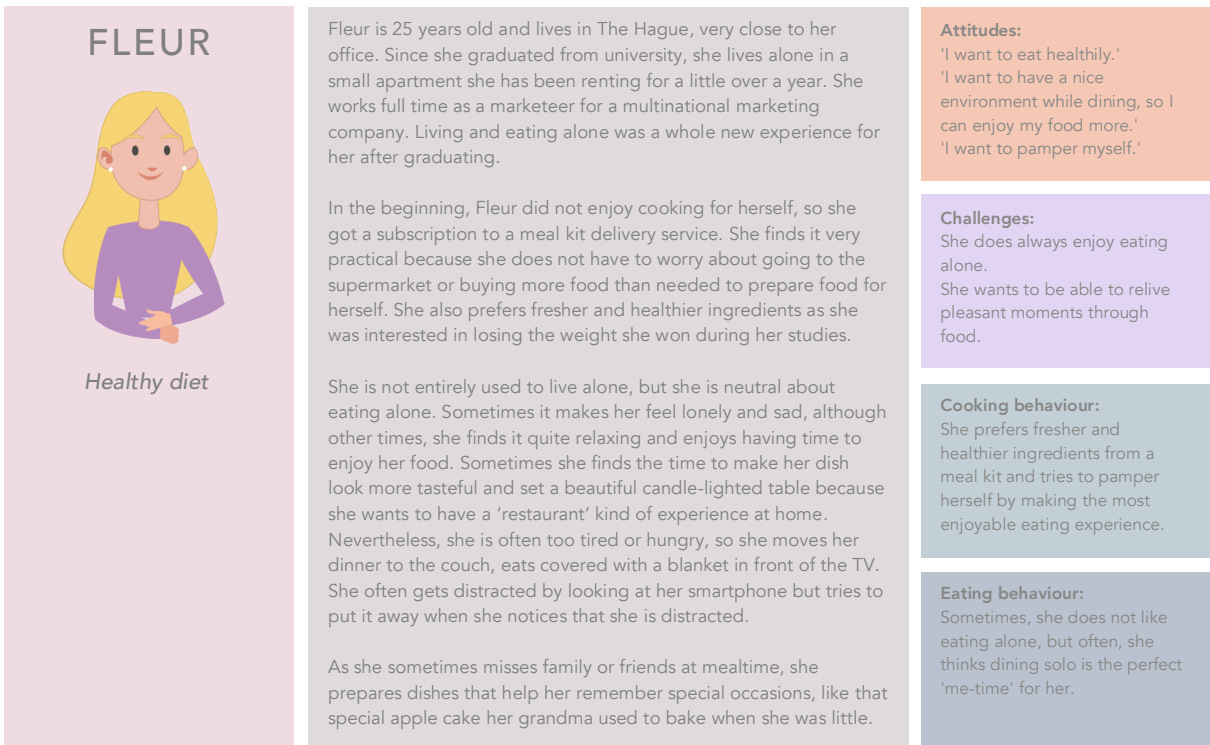 FLEUR
Healthy diet
Fleur is 25 years old and lives in The Hague, very close to her
office. Since she graduated from university, she lives alone in a
small apartment she has been renting for a little over a year. She
works full time as a marketeer for a multinational marketing
company. Living and eating alone was a whole new experience for
her after graduating.
In the beginning, Fleur did not enjoy cooking for herself, so she
got a subscription to a meal kit delivery service. She finds it very
practical because she does not have to worry about going to the
supermarket or buying more food than needed to prepare food for
herself. She also prefers fresher and healthier ingredients as she
was interested in losing the weight she won during her studies.
She is not entirely used to live alone, but she is neutral about
eating alone. Sometimes it makes her feel lonely and sad, although
other times, she finds it quite relaxing and enjoys having time to
enjoy her food. Sometimes she finds the time to make her dish
look more tasteful and set a beautiful candle-lighted table because
she wants to have a ‘restaurant’ kind of experience at home.
Nevertheless, she is often too tired or hungry, so she moves her
dinner to the couch, eats covered with a blanket in front of the TV.
She often gets distracted by looking at her smartphone but tries to
put it away when she notices that she is distracted.
As she sometimes misses family or friends at mealtime, she
prepares dishes that help her remember special occasions, like that
special apple cake her grandma used to bake when she was little.
Attitudes:
'I want to eat healthily.'
'I want to have a nice
environment while dining, so I
can enjoy my food more.'
'I want to pamper myself.'
Challenges:
She does always enjoy eating
alone.
She wants to be able to relive
pleasant moments through
food.
Cooking behaviour:
She prefers fresher and
healthier ingredients from a
meal kit and tries to pamper
herself by making the most
enjoyable eating experience.
Eating behaviour:
Sometimes, she does not like
eating alone, but often, she
thinks dining solo is the perfect
'me-time' for her.